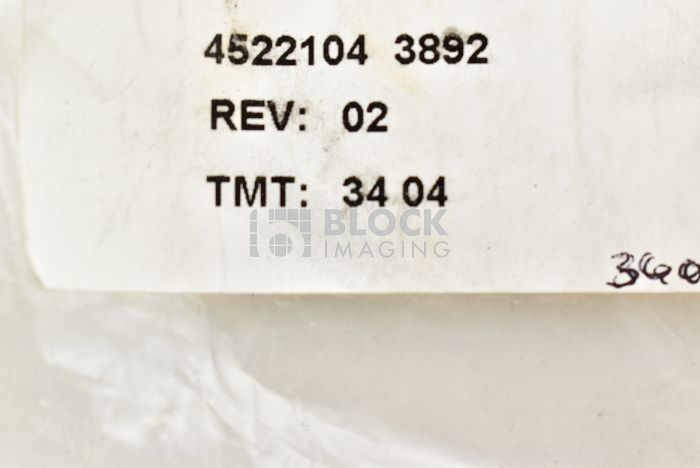 4522104 3892
REV: 02
TMT: 34 04
BLOCK
IMAGING